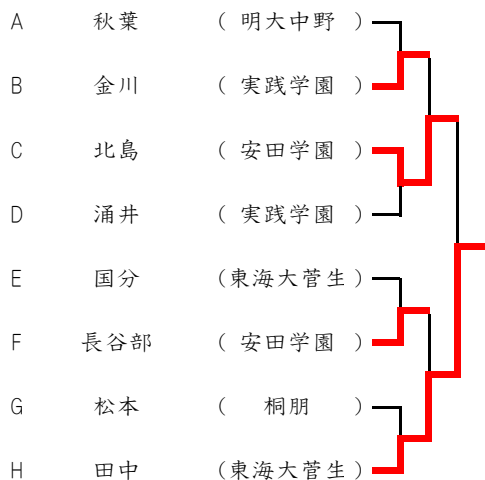 A 秋葉 ( 明大中野 )
B 金川 ( 実践学園 )
C 北島 ( 安田学園 )
D 涌井 ( 実践学園 )
E 国分 (東海大菅生)
F 長谷部 ( 安田学園 )
G 松本 ( 桐朋 )
H 田中 (東海大菅生)